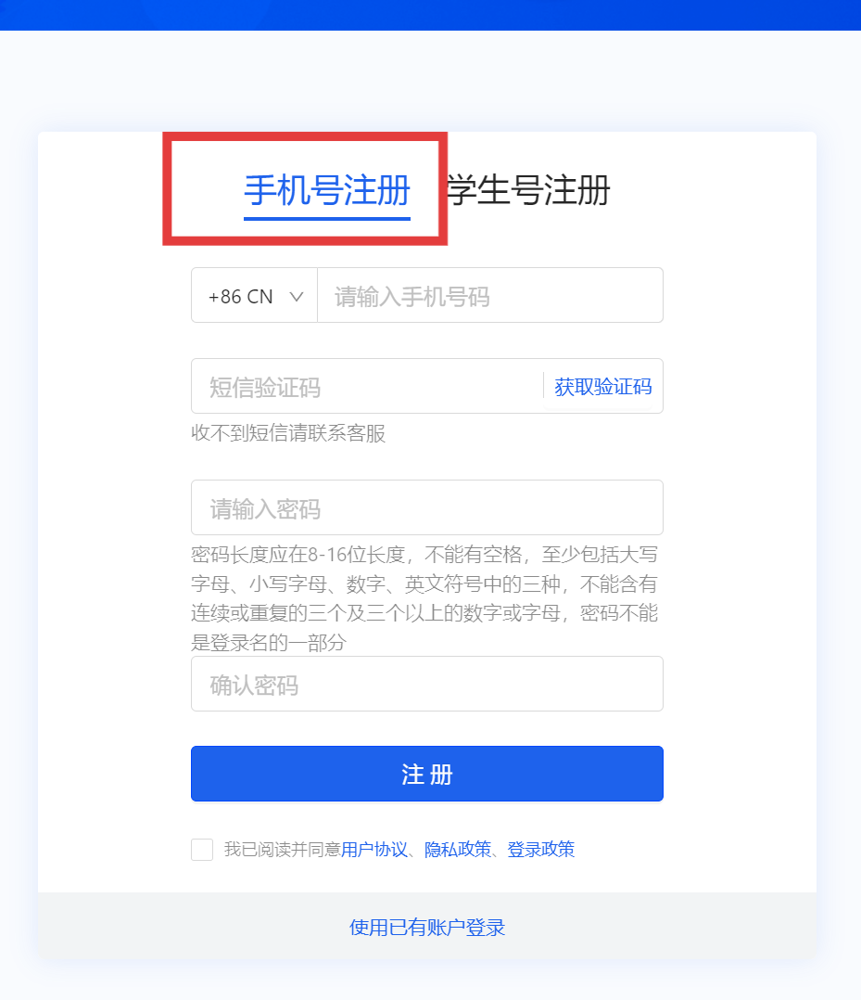 手机号注册 学生号注册
+86 CN 请输入手机号码
短信验证码 获取验证码
收不到短信请联系客服
请输入密码
密码长度应在8-16位长度，不能有空格，至少包括大写
字母、小写字母、数字、英文符号中的三种，不能含有
连续或重复的三个及三个以上的数字或字母，密码不能
是登录名的一部分
确认密码
注 册
我已阅读并同意用户协议、隐私政策、登录政策
使用已有账户登录